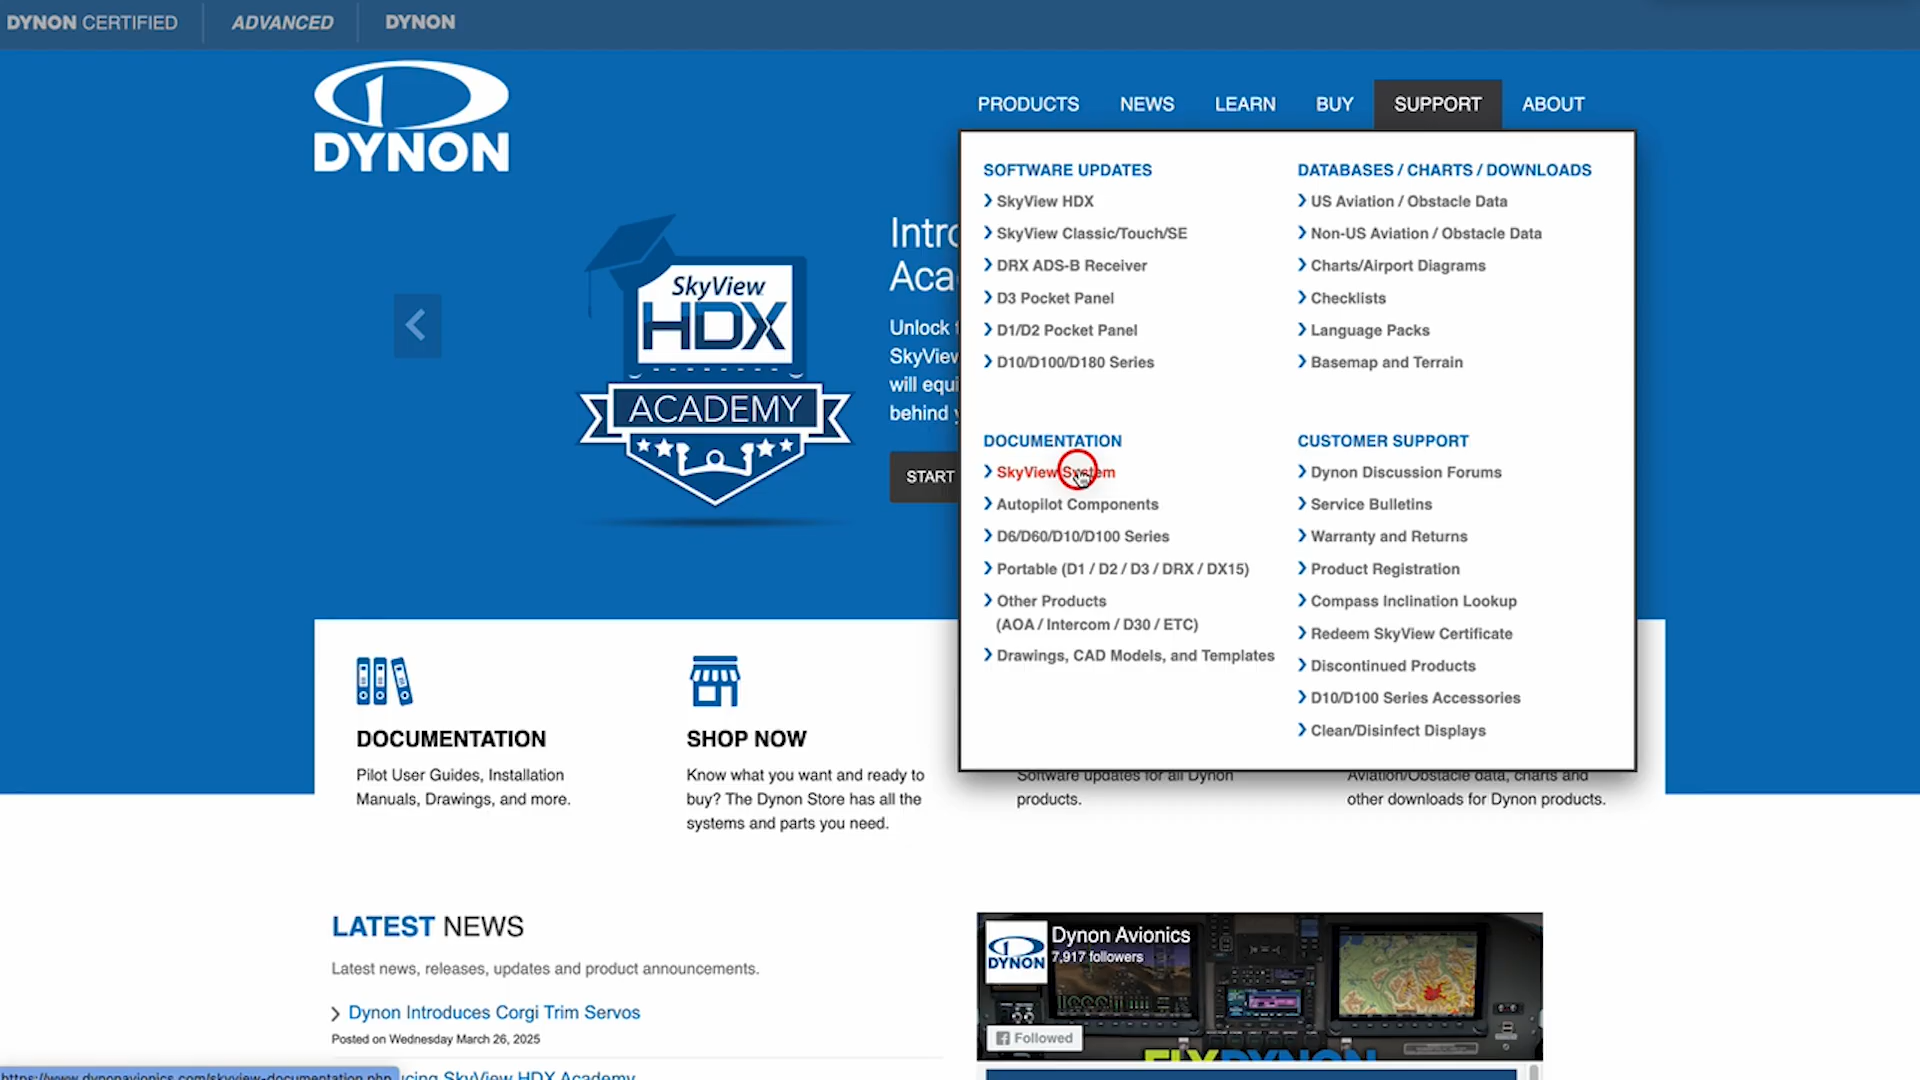 DYNON CERTIFIED
ADVANCED
DYNON
DYNON
PRODUCTS
NEWS
LEARN
BUY
SUPPORT
ABOUT
SkyView
HDX
ACADEMY
Unlock
SkyView
will
behind
START
SOFTWARE UPDATES
SkyView HDX
SkyView Classic/Touch/SE
DRX ADS-B Receiver
D3 Pocket Panel
D1/D2 Pocket Panel
D10/D100/D180 Series
DATABASES / CHARTS / DOWNLOADS
US Aviation / Obstacle Data
Non-US Aviation / Obstacle Data
Charts/Airport Diagrams
Checklists
Language Packs
Basemap and Terrain
DOCUMENTATION
SkyView System
Autopilot Components
D6/D60/D10/D100 Series
Portable (D1 / D2 / D3 / DRX / DX15)
Other Products
(AOA / Intercom / D30 / ETC)
Drawings, CAD Models, and Templates
CUSTOMER SUPPORT
Dynon Discussion Forums
Service Bulletins
Warranty and Returns
Product Registration
Compass Inclination Lookup
Redeem SkyView Certificate
Discontinued Products
D10/D100 Series Accessories
Clean/Disinfect Displays
DOCUMENTATION
Pilot User Guides, Installation
Manuals, Drawings, and more.
SHOP NOW
Know what you want and ready to
buy? The Dynon Store has all the
systems and parts you need.
Software updates for all Dynon
products.
Aviation/Obstacle data, charts and
other downloads for Dynon products.
LATEST NEWS
Latest news, releases, updates and product announcements.
Dynon Introduces Corgi Trim Servos
Posted on Wednesday March 26, 2025
SkyView HDX Academy
https://www.dynonavionics.com/skyview-documentation.php
DYNON
Dynon Avionics
7,917 followers
Followed
FLYDYNON